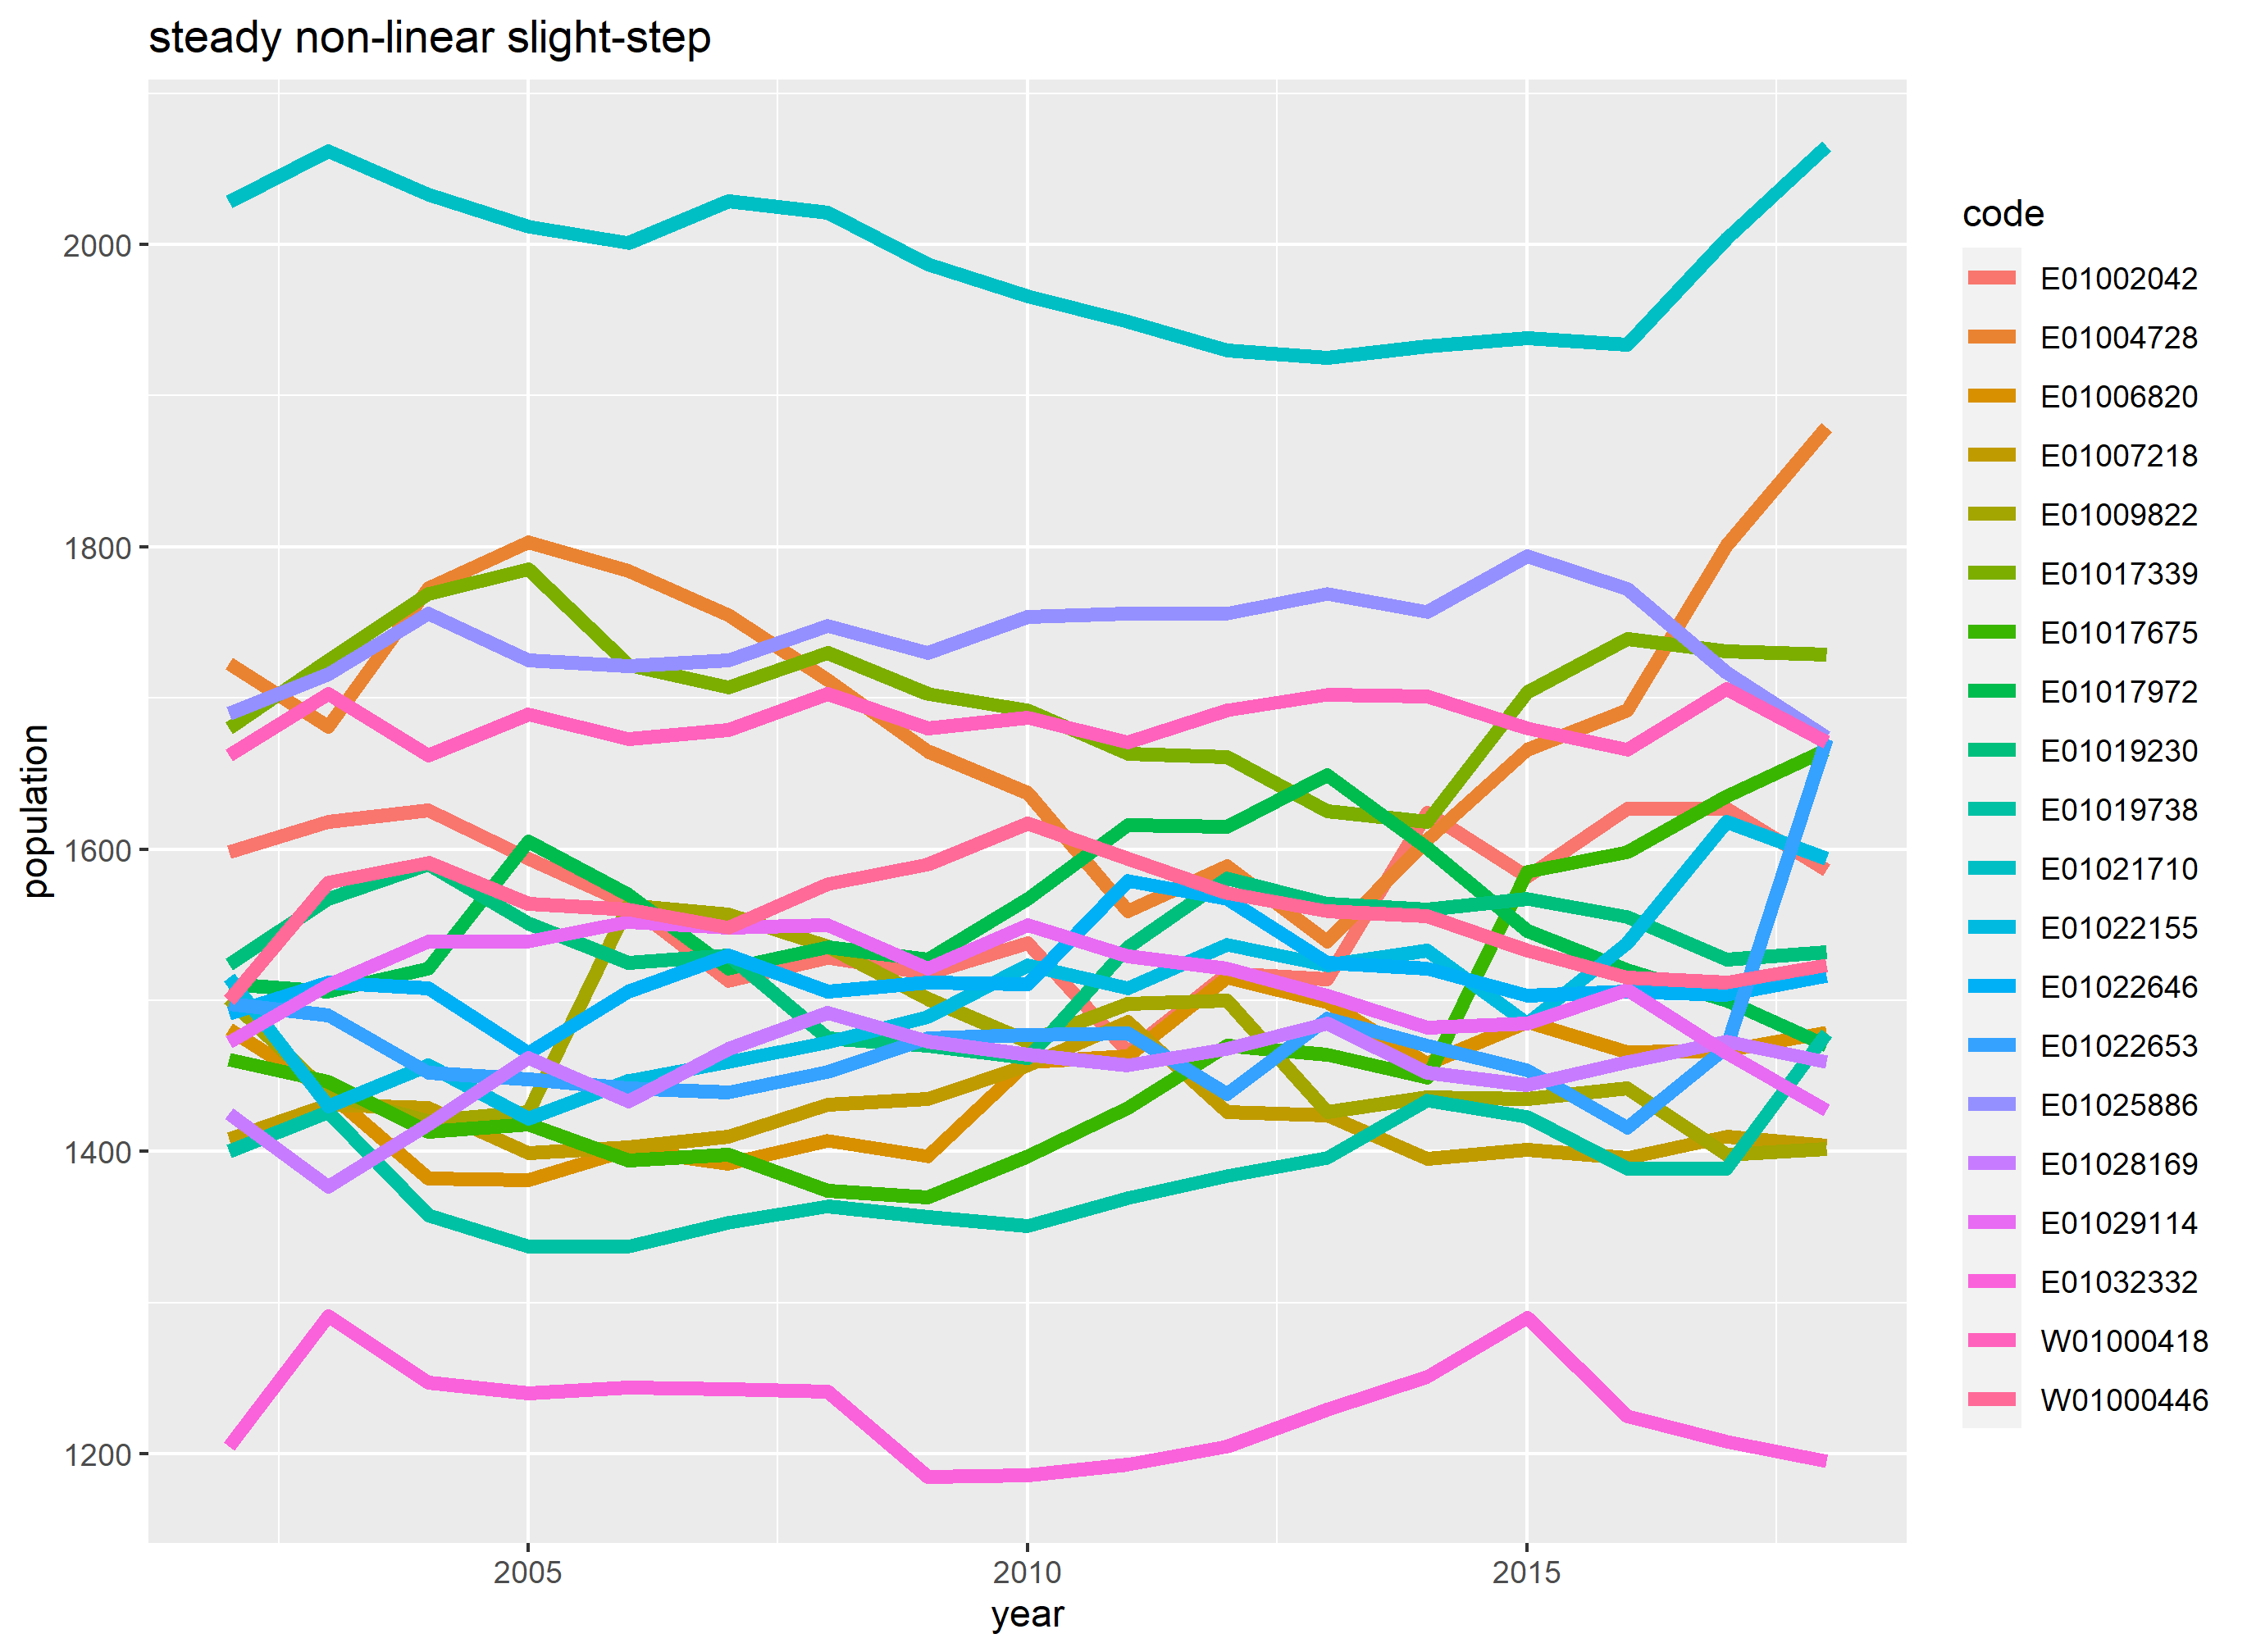 steady non-linear slight-step
population
2000
1800
1600
1400
1200
2005
2010
2015
year
code
E01002042
E01004728
E01006820
E01007218
E01009822
E01017339
E01017675
E01017972
E01019230
E01019738
E01021710
E01022155
E01022646
E01022653
E01025886
E01028169
E01029114
E01032332
W01000418
W01000446